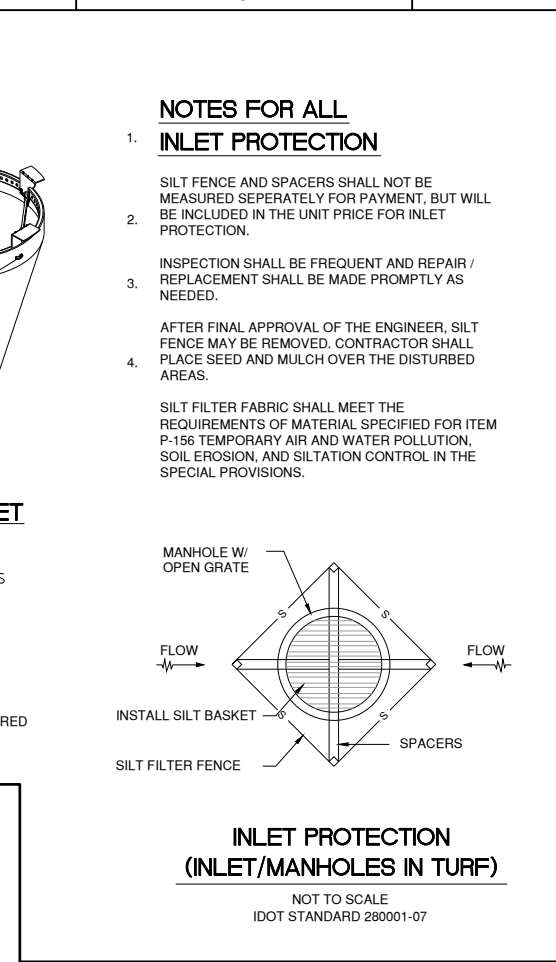 NOTES FOR ALL
1. INLET PROTECTION
SILT FENCE AND SPACERS SHALL NOT BE
MEASURED SEPERATELY FOR PAYMENT, BUT WILL
2. BE INCLUDED IN THE UNIT PRICE FOR INLET
PROTECTION.
INSPECTION SHALL BE FREQUENT AND REPAIR /
3. REPLACEMENT SHALL BE MADE PROMPTLY AS
NEEDED.
AFTER FINAL APPROVAL OF THE ENGINEER, SILT
FENCE MAY BE REMOVED. CONTRACTOR SHALL
4. PLACE SEED AND MULCH OVER THE DISTURBED
AREAS.
SILT FILTER FABRIC SHALL MEET THE
REQUIREMENTS OF MATERIAL SPECIFIED FOR ITEM
P-156 TEMPORARY AIR AND WATER POLLUTION,
SOIL EROSION, AND SILTATION CONTROL IN THE
SPECIAL PROVISIONS.
ET
S
RED
MANHOLE W/
OPEN GRATE
S
S
FLOW
FLOW
INSTALL SILT BASKET
S
S
SPACERS
SILT FILTER FENCE
INLET PROTECTION
(INLET/MANHOLES IN TURF)
NOT TO SCALE
IDOT STANDARD 280001-07